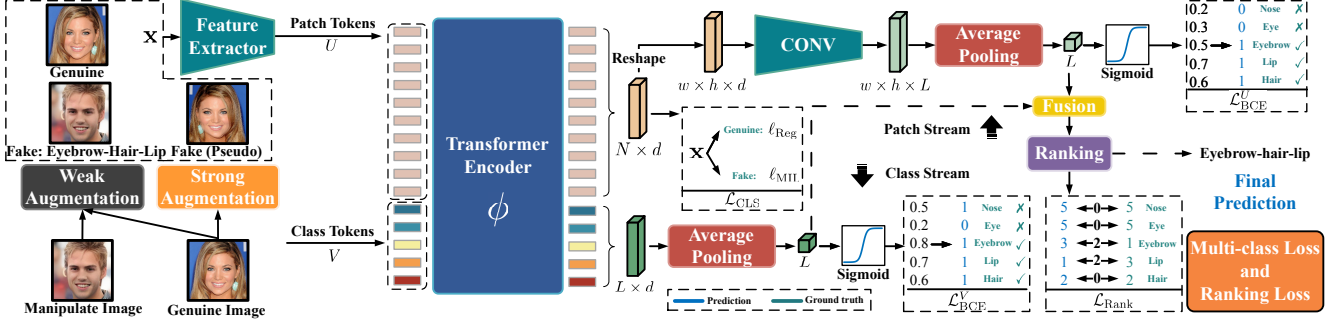 x
Feature
Extractor
Genuine
Fake: Eyebrow-Hair-Lip
Fake (Pseudo)
Weak
Augmentation
Strong
Augmentation
Manipulate Image
Genuine Image
Patch Tokens
U
Class Tokens
V
Transformer
Encoder
ϕ
Reshape
N × d
L × d
w × h × d
CONV
w × h × L
Average
Pooling
L
Sigmoid
0.2 0 Nose ✗
0.3 0 Eye ✗
0.5 1 Eyebrow ✓
0.7 1 Lip ✓
0.6 1 Hair ✓
ℒ^U_BCE
x
Genuine: ℓ_Reg
Fake: ℓ_MIL
ℒ_CLS
Patch Stream
Class Stream
Fusion
Ranking
Eyebrow-hair-lip
Final
Prediction
Average
Pooling
L
Sigmoid
0.5 1 Nose ✗
0.2 0 Eye ✗
0.8 1 Eyebrow ✓
0.7 1 Lip ✓
0.6 1 Hair ✓
ℒ^V_BCE
5 0 5 Nose
5 0 5 Eye
3 2 1 Eyebrow
1 2 3 Lip
2 0 2 Hair
ℒ_Rank
Prediction
Ground truth
Multi-class Loss
and
Ranking Loss